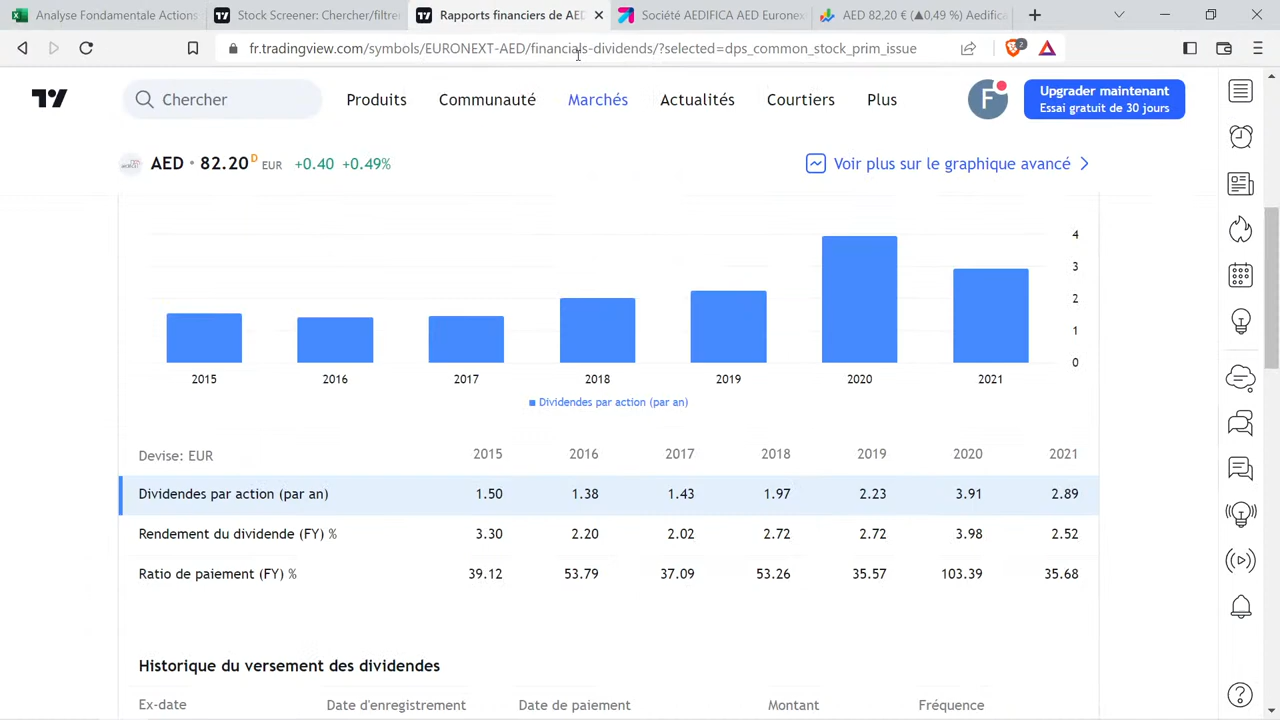 Analyse Fondamentale Actions
Stock Screener: Chercher/filtrer
Rapports financiers de AED
Société AEDIFICA AED Euronex
AED 82,20 € (▲0,49 %) Aedific
fr.tradingview.com/symbols/EURONEXT-AED/financials-dividends/?selected=dps_common_stock_prim_issue
2
Chercher
Produits
Communauté
Marchés
Actualités
Courtiers
Plus
F
Upgrader maintenant
Essai gratuit de 30 jours
AED • 82.20 D EUR +0.40 +0.49%
Voir plus sur le graphique avancé
4
3
2
1
0
2015 2016 2017 2018 2019 2020 2021
Dividendes par action (par an)
Devise: EUR 2015 2016 2017 2018 2019 2020 2021
Dividendes par action (par an) 1.50 1.38 1.43 1.97 2.23 3.91 2.89
Rendement du dividende (FY) % 3.30 2.20 2.02 2.72 2.72 3.98 2.52
Ratio de paiement (FY) % 39.12 53.79 37.09 53.26 35.57 103.39 35.68
Historique du versement des dividendes
Ex-date Date d'enregistrement Date de paiement Montant Fréquence